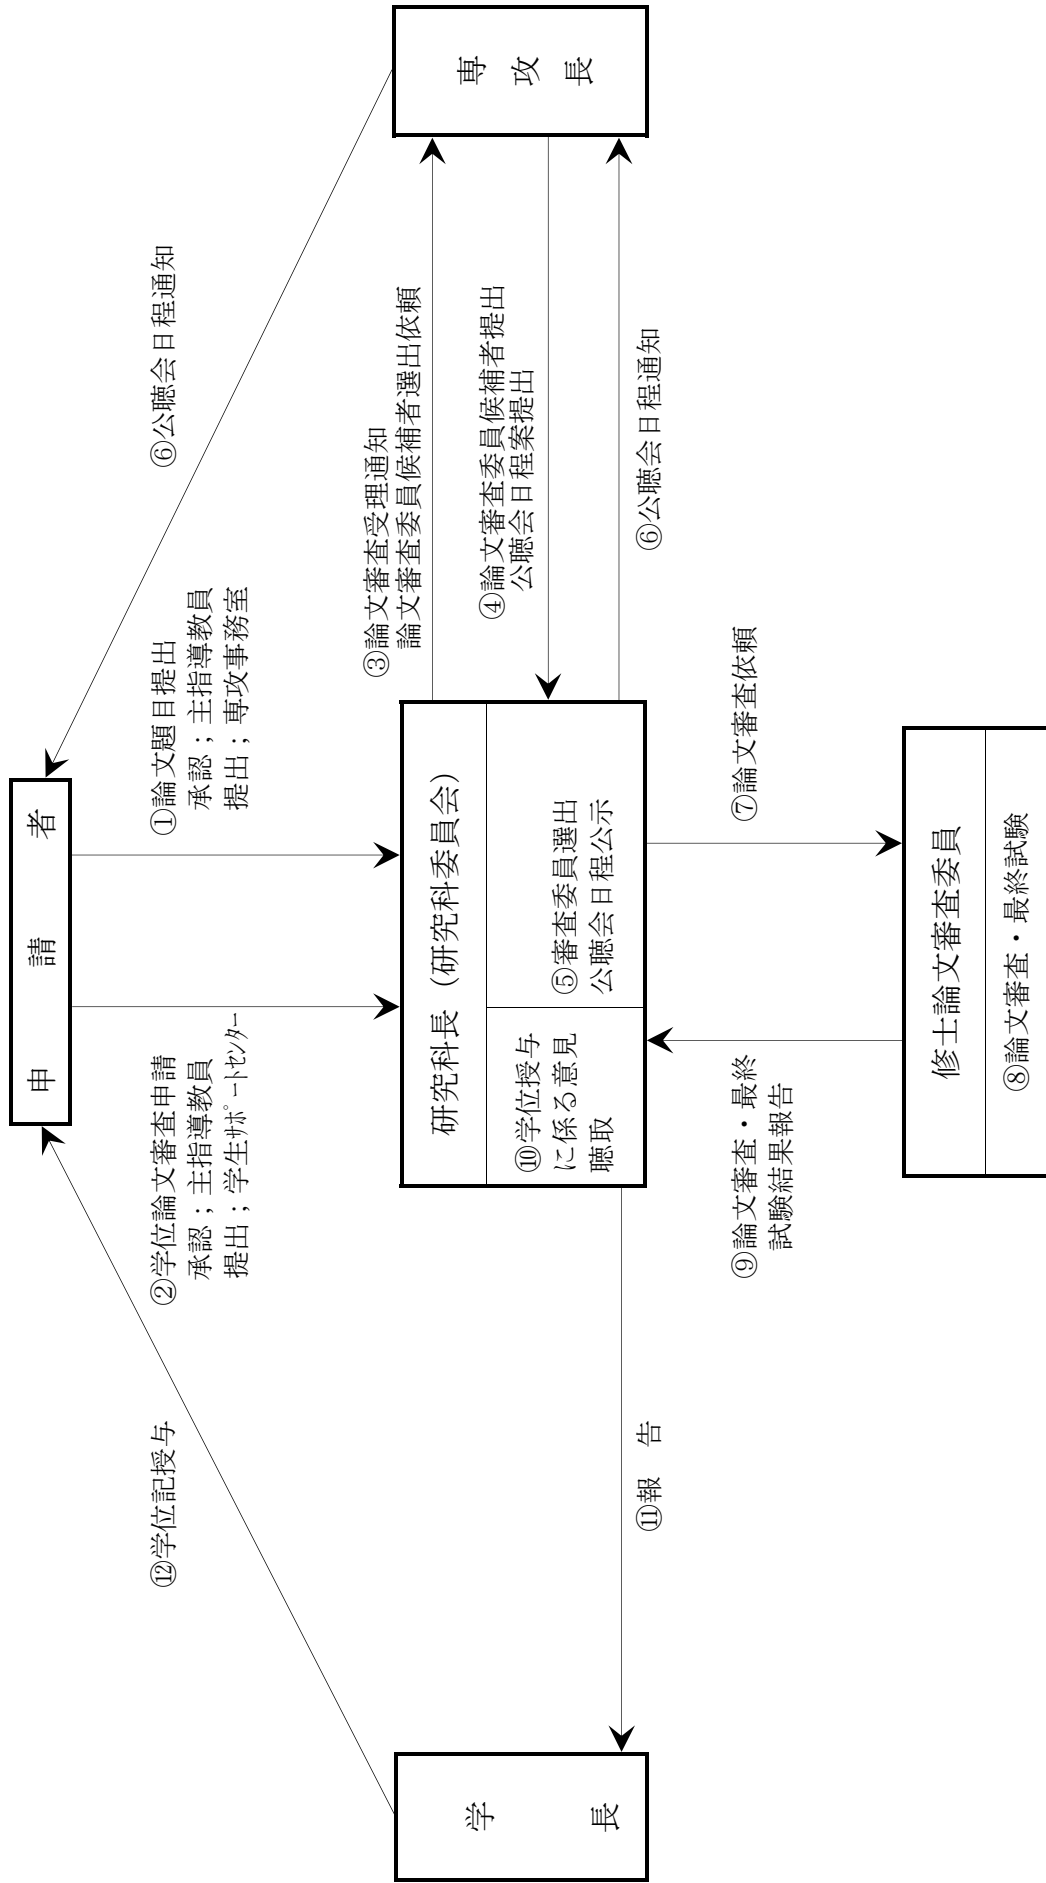 申　請　者
⑫学位記授与
②学位論文審査申請
承認；主指導教員
提出；学生ｻﾎﾟｰﾄｾﾝﾀｰ
①論文題目提出
承認；主指導教員
提出；専攻事務室
⑥公聴会日程通知
学　長
研究科長（研究科委員会）
⑩学位授与
に係る意見
聴取
⑤審査委員選出
公聴会日程公示
③論文審査受理通知
論文審査委員候補者選出依頼
④論文審査委員候補者提出
公聴会日程案提出
⑥公聴会日程通知
専　攻　長
⑪報　告
⑨論文審査・最終
試験結果報告
⑦論文審査依頼
修士論文審査委員
⑧論文審査・最終試験